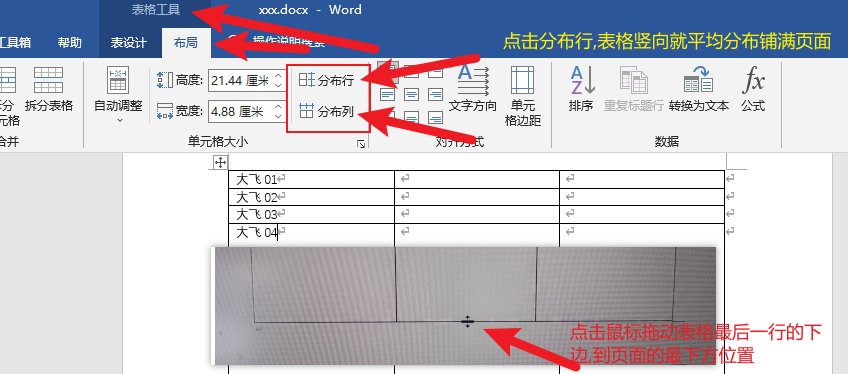 表格工具
xxx.docx - Word
工具箱
帮助
表设计
布局
操作说明搜索
点击分布行,表格竖向就平均分布铺满页面
高度:
21.44 厘米
分布行
宽度:
4.88 厘米
分布列
拆分表格
自动调整
文字方向
单元
格边距
排序
重复标题行
转换为文本
公式
合并
单元格大小
对齐方式
数据
大飞 01
大飞 02
大飞 03
大飞 04
点击鼠标拖动表格最后一行的下
边,到页面的最下方位置